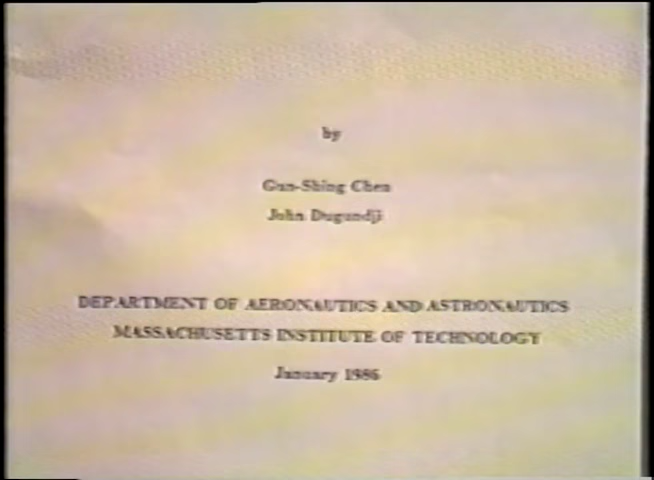 by
Gun-Shing Chen
John Dugundji
DEPARTMENT OF AERONAUTICS AND ASTRONAUTICS
MASSACHUSETTS INSTITUTE OF TECHNOLOGY
January 1986